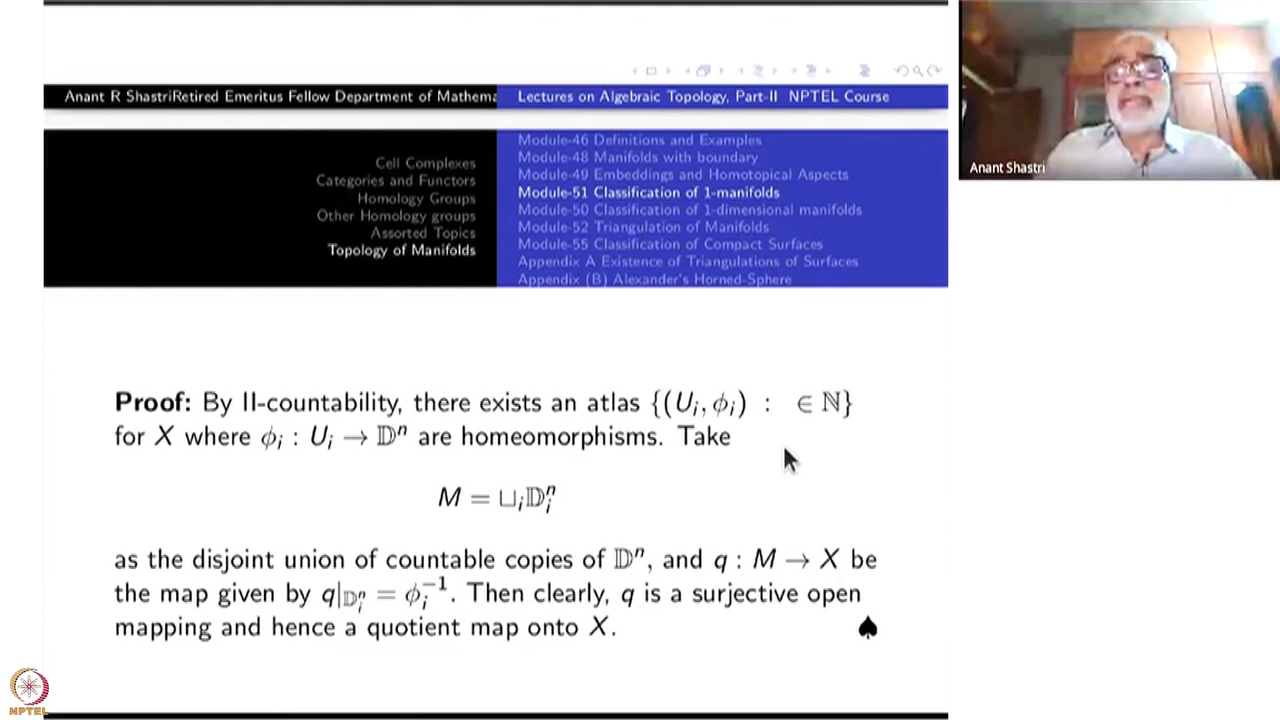 Anant R ShastriRetired Emeritus Fellow Department of Mathema
Lectures on Algebraic Topology, Part-II NPTEL Course
Cell Complexes
Categories and Functors
Homology Groups
Other Homology groups
Assorted Topics
Topology of Manifolds
Module-46 Definitions and Examples
Module-48 Manifolds with boundary
Module-49 Embeddings and Homotopical Aspects
Module-51 Classification of 1-manifolds
Module-50 Classification of 1-dimensional manifolds
Module-52 Triangulation of Manifolds
Module-55 Classification of Compact Surfaces
Appendix A Existence of Triangulations of Surfaces
Appendix (B) Alexander's Horned-Sphere
Anant Shastri
Proof: By II-countability, there exists an atlas {(U_i, ϕ_i) : ∈ ℕ}
for X where ϕ_i : U_i → 𝔻^n are homeomorphisms. Take
M = ⊔_i 𝔻_i^n
as the disjoint union of countable copies of 𝔻^n, and q : M → X be
the map given by q|_{𝔻_i^n} = ϕ_i^{-1}. Then clearly, q is a surjective open
mapping and hence a quotient map onto X. ♠
NPTEL